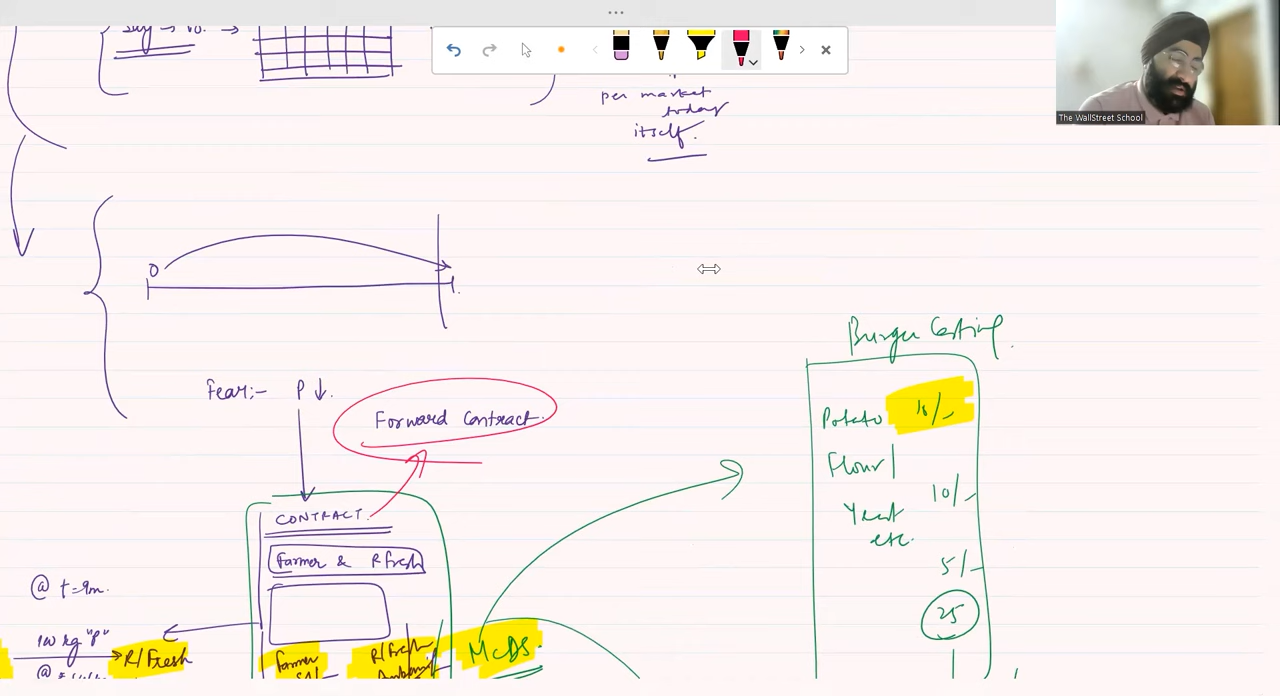 per market
today
itself.
The WallStreet School
0
1.
Burger Costing.
Fear:- P ↓.
Forward Contract.
Potato 10/-
Flour
10/-
Yeast
etc.
5/-
25
CONTRACT.
Farmer & R Fresh
@ t=9m.
100 kg "P"
R/Fresh
Farmer
R/Fresh
McDS.